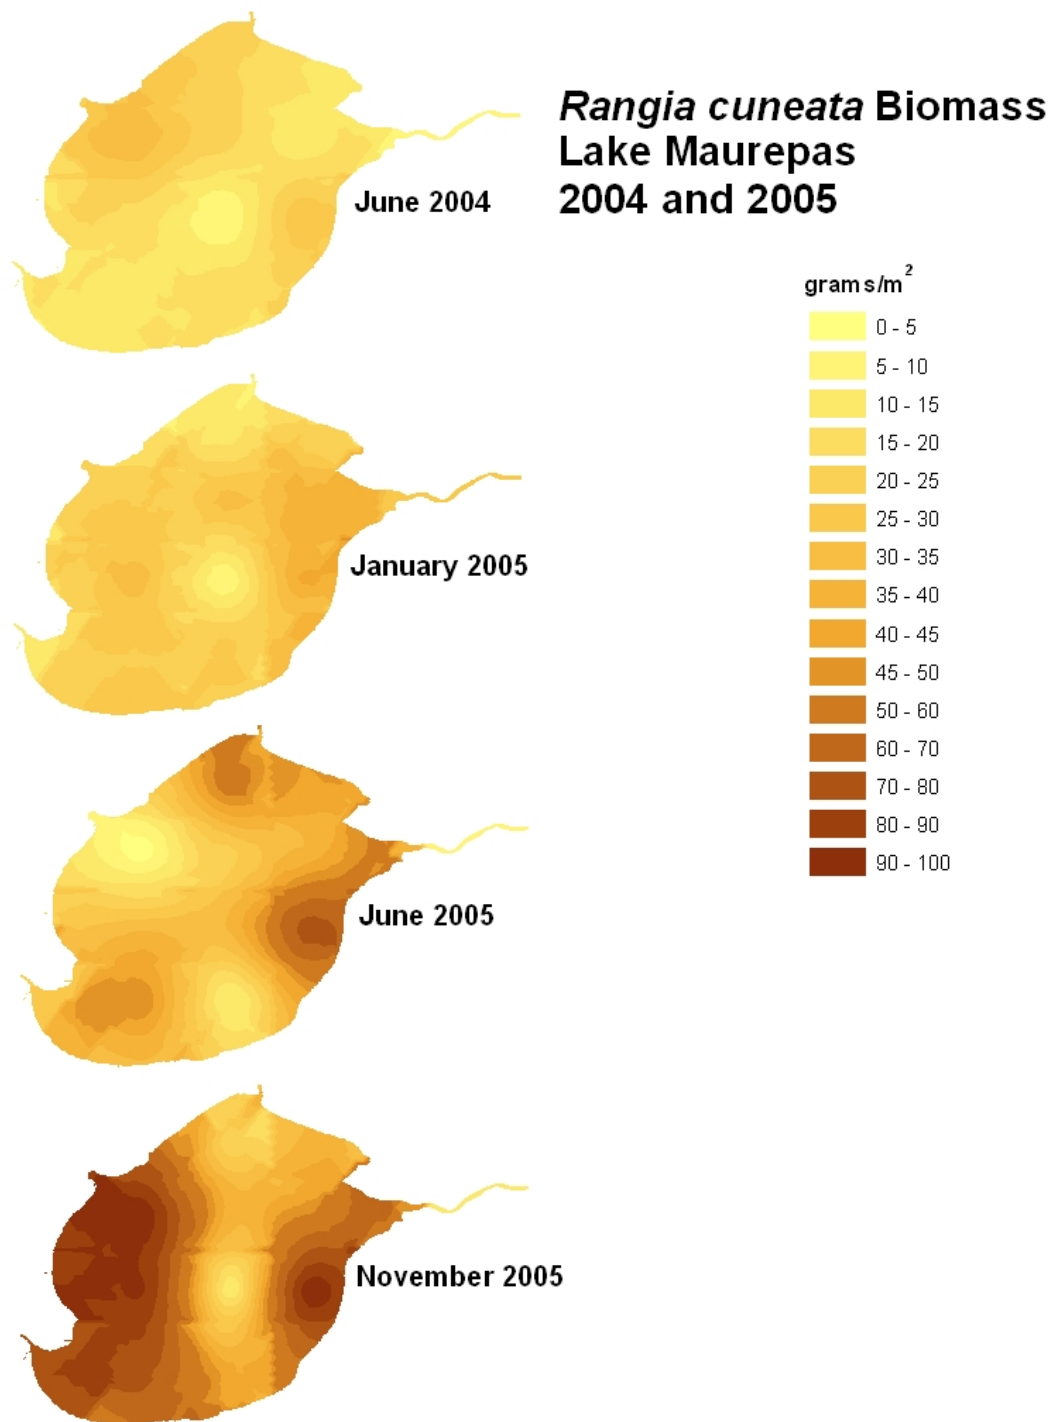 Rangia cuneata Biomass
Lake Maurepas
2004 and 2005
June 2004
January 2005
June 2005
November 2005
grams/m²
0 - 5
5 - 10
10 - 15
15 - 20
20 - 25
25 - 30
30 - 35
35 - 40
40 - 45
45 - 50
50 - 60
60 - 70
70 - 80
80 - 90
90 - 100